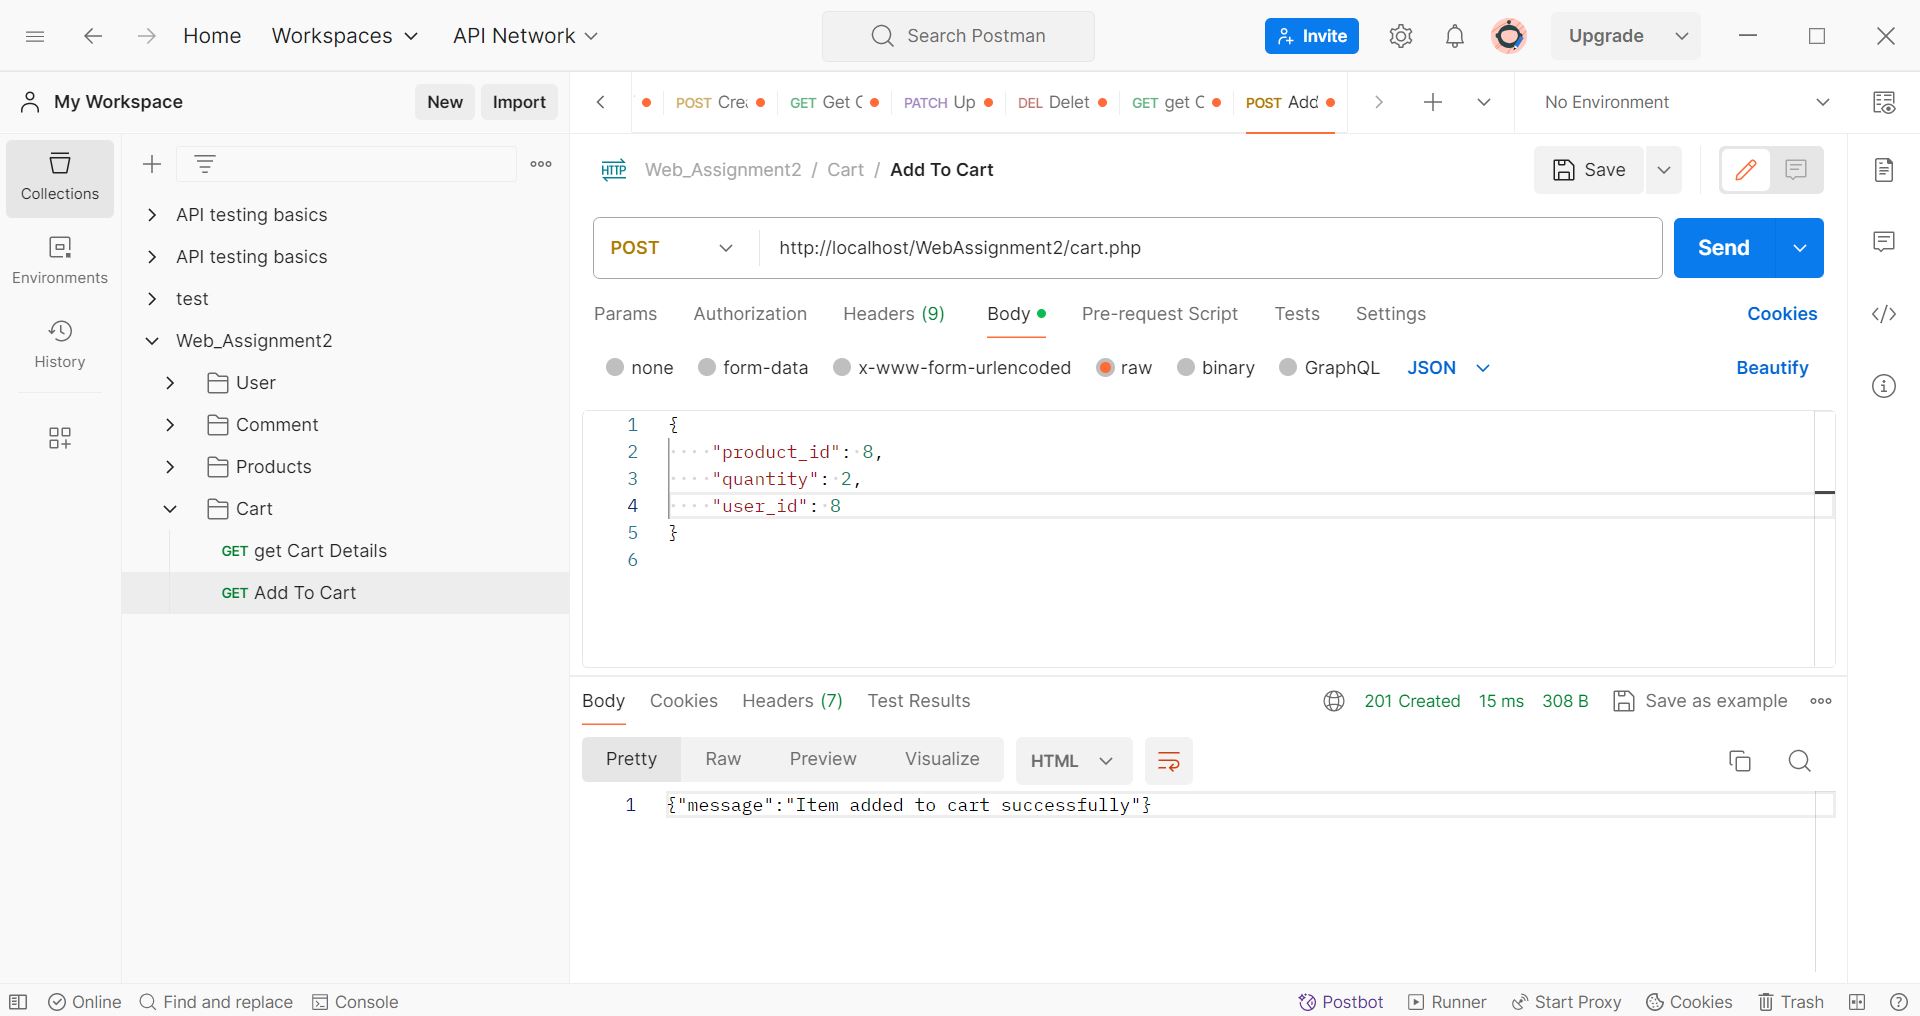 Home Workspaces API Network Search Postman Invite Upgrade
My Workspace New Import
POST Crea GET Get C PATCH Up DEL Delet GET get C POST Add No Environment
Collections
Environments
History
API testing basics
API testing basics
test
Web_Assignment2
User
Comment
Products
Cart
GET get Cart Details
GET Add To Cart
HTTP Web_Assignment2 / Cart / Add To Cart Save
POST http://localhost/WebAssignment2/cart.php Send
Params Authorization Headers (9) Body Pre-request Script Tests Settings Cookies
none form-data x-www-form-urlencoded raw binary GraphQL JSON Beautify
1 {
2 "product_id": 8,
3 "quantity": 2,
4 "user_id": 8
5 }
6
Body Cookies Headers (7) Test Results 201 Created 15 ms 308 B Save as example
Pretty Raw Preview Visualize HTML
1 {"message":"Item added to cart successfully"}
Online Find and replace Console Postbot Runner Start Proxy Cookies Trash